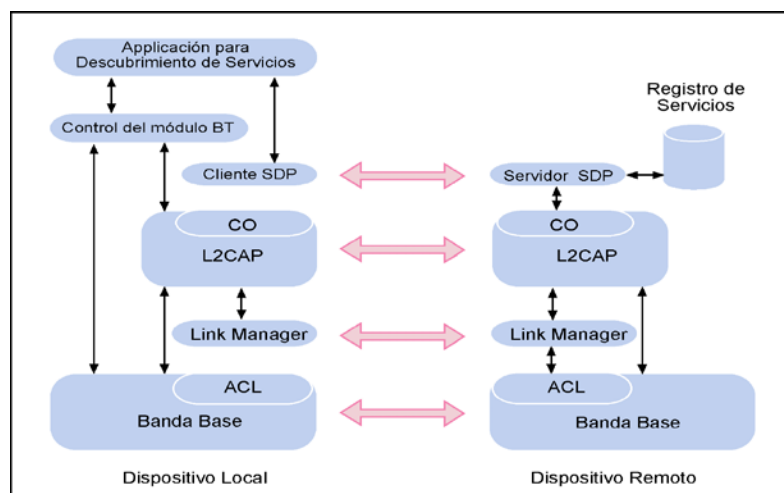 Applicación para
Descubrimiento de Servicios
Control del módulo BT
Cliente SDP
CO
L2CAP
Link Manager
ACL
Banda Base
Dispositivo Local
Registro de
Servicios
Servidor SDP
CO
L2CAP
Link Manager
ACL
Banda Base
Dispositivo Remoto